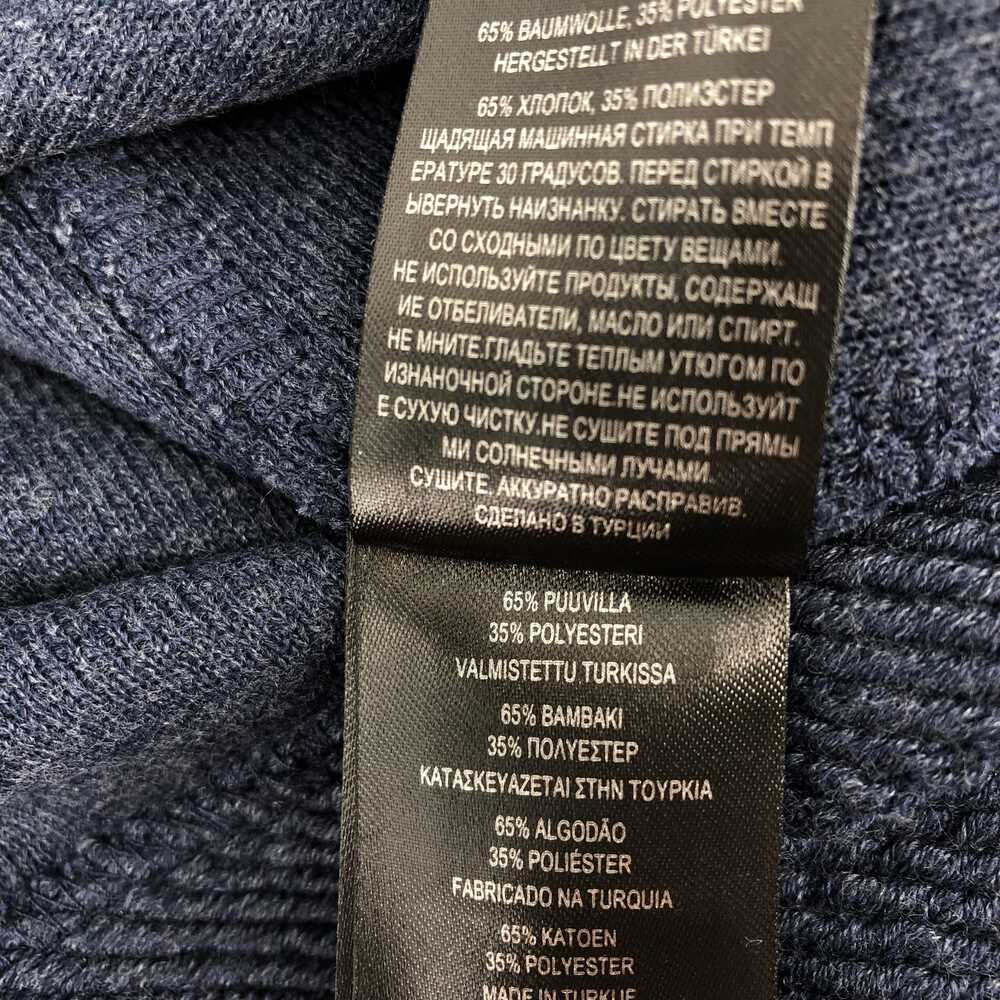 65% BAUMWOLLE, 35% POLYESTER
HERGESTELLT IN DER TÜRKEI
65% ХЛОПОК, 35% ПОЛИЭСТЕР
ЩАДЯЩАЯ МАШИННАЯ СТИРКА ПРИ ТЕМП
ЕРАТУРЕ 30 ГРАДУСОВ. ПЕРЕД СТИРКОЙ В
ЫВЕРНУТЬ НАИЗНАНКУ. СТИРАТЬ ВМЕСТЕ
СО СХОДНЫМИ ПО ЦВЕТУ ВЕЩАМИ.
НЕ ИСПОЛЬЗУЙТЕ ПРОДУКТЫ, СОДЕРЖАЩ
ИЕ ОТБЕЛИВАТЕЛИ, МАСЛО ИЛИ СПИРТ.
НЕ МНИТЕ.ГЛАДЬТЕ ТЕПЛЫМ УТЮГОМ ПО
ИЗНАНОЧНОЙ СТОРОНЕ.НЕ ИСПОЛЬЗУЙТ
Е СУХУЮ ЧИСТКУ.НЕ СУШИТЕ ПОД ПРЯМЫ
МИ СОЛНЕЧНЫМИ ЛУЧАМИ.
СУШИТЕ, АККУРАТНО РАСПРАВИВ.
СДЕЛАНО В ТУРЦИИ
65% PUUVILLA
35% POLYESTERI
VALMISTETTU TURKISSA
65% ΒΑΜΒΑΚΙ
35% ΠΟΛΥΕΣΤΕΡ
ΚΑΤΑΣΚΕΥΑΖΕΤΑΙ ΣΤΗΝ ΤΟΥΡΚΙΑ
65% ALGODÃO
35% POLIÉSTER
FABRICADO NA TURQUIA
65% KATOEN
35% POLYESTER
MADE IN TURKIJE